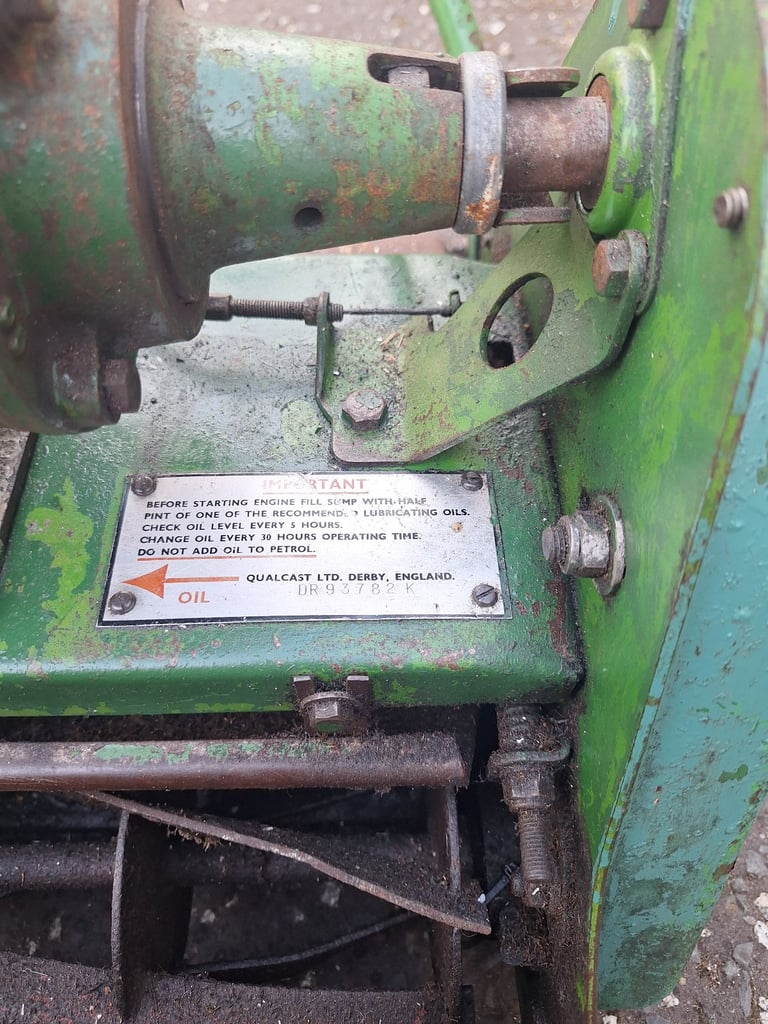 IMPORTANT
BEFORE STARTING ENGINE FILL SUMP WITH HALF
PINT OF ONE OF THE RECOMMENDED LUBRICATING OILS.
CHECK OIL LEVEL EVERY 5 HOURS.
CHANGE OIL EVERY 30 HOURS OPERATING TIME.
DO NOT ADD OIL TO PETROL.
QUALCAST LTD. DERBY, ENGLAND.
OIL
DR93782K